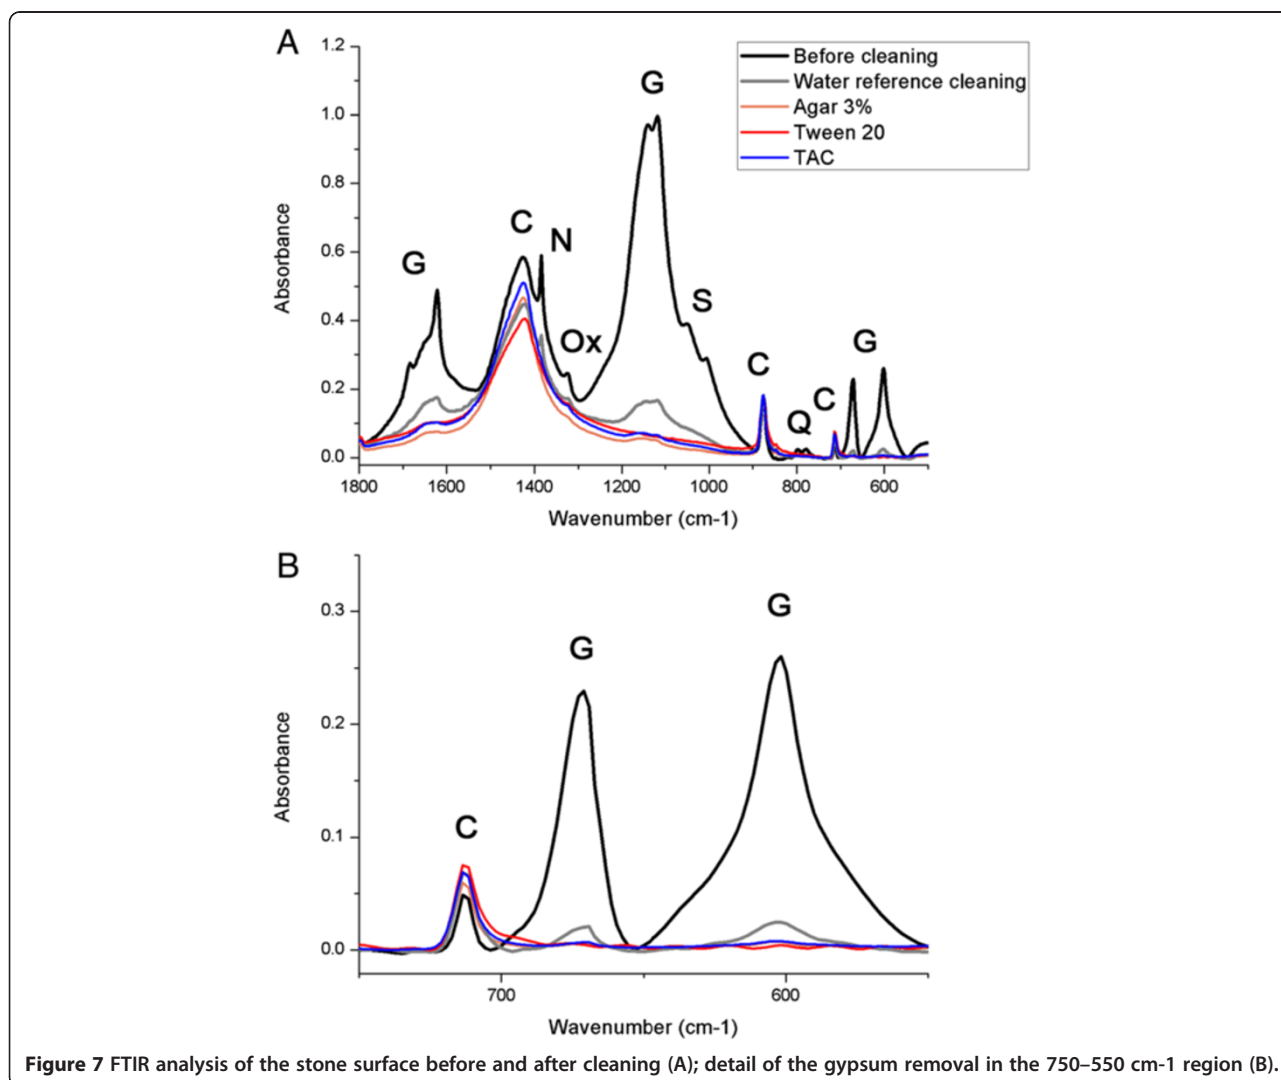 A
1.2
1.0
0.8
0.6
0.4
0.2
0.0
Absorbance
G
C
N
Ox
G
S
C
Q
C
G
Before cleaning
Water reference cleaning
Agar 3%
Tween 20
TAC
1800
1600
1400
1200
1000
800
600
Wavenumber (cm-1)
B
0.3
0.2
0.1
0.0
Absorbance
C
G
G
700
600
Wavenumber (cm-1)
Figure 7 FTIR analysis of the stone surface before and after cleaning (A); detail of the gypsum removal in the 750–550 cm-1 region (B).